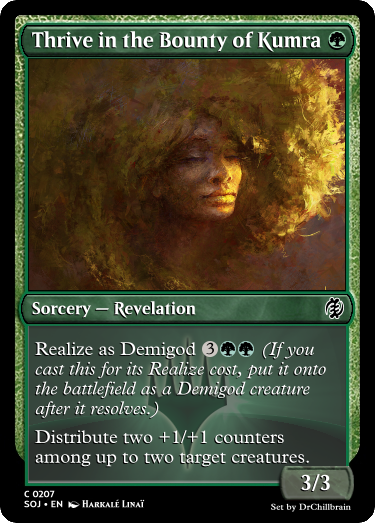 Thrive in the Bounty of Kumra
Sorcery — Revelation
Realize as Demigod 3 (If you
cast this for its Realize cost, put it onto
the battlefield as a Demigod creature
after it resolves.)
Distribute two +1/+1 counters
among up to two target creatures.
3/3
C 0207
SOJ • EN Harkalé Linaï
Set by DrChillbrain